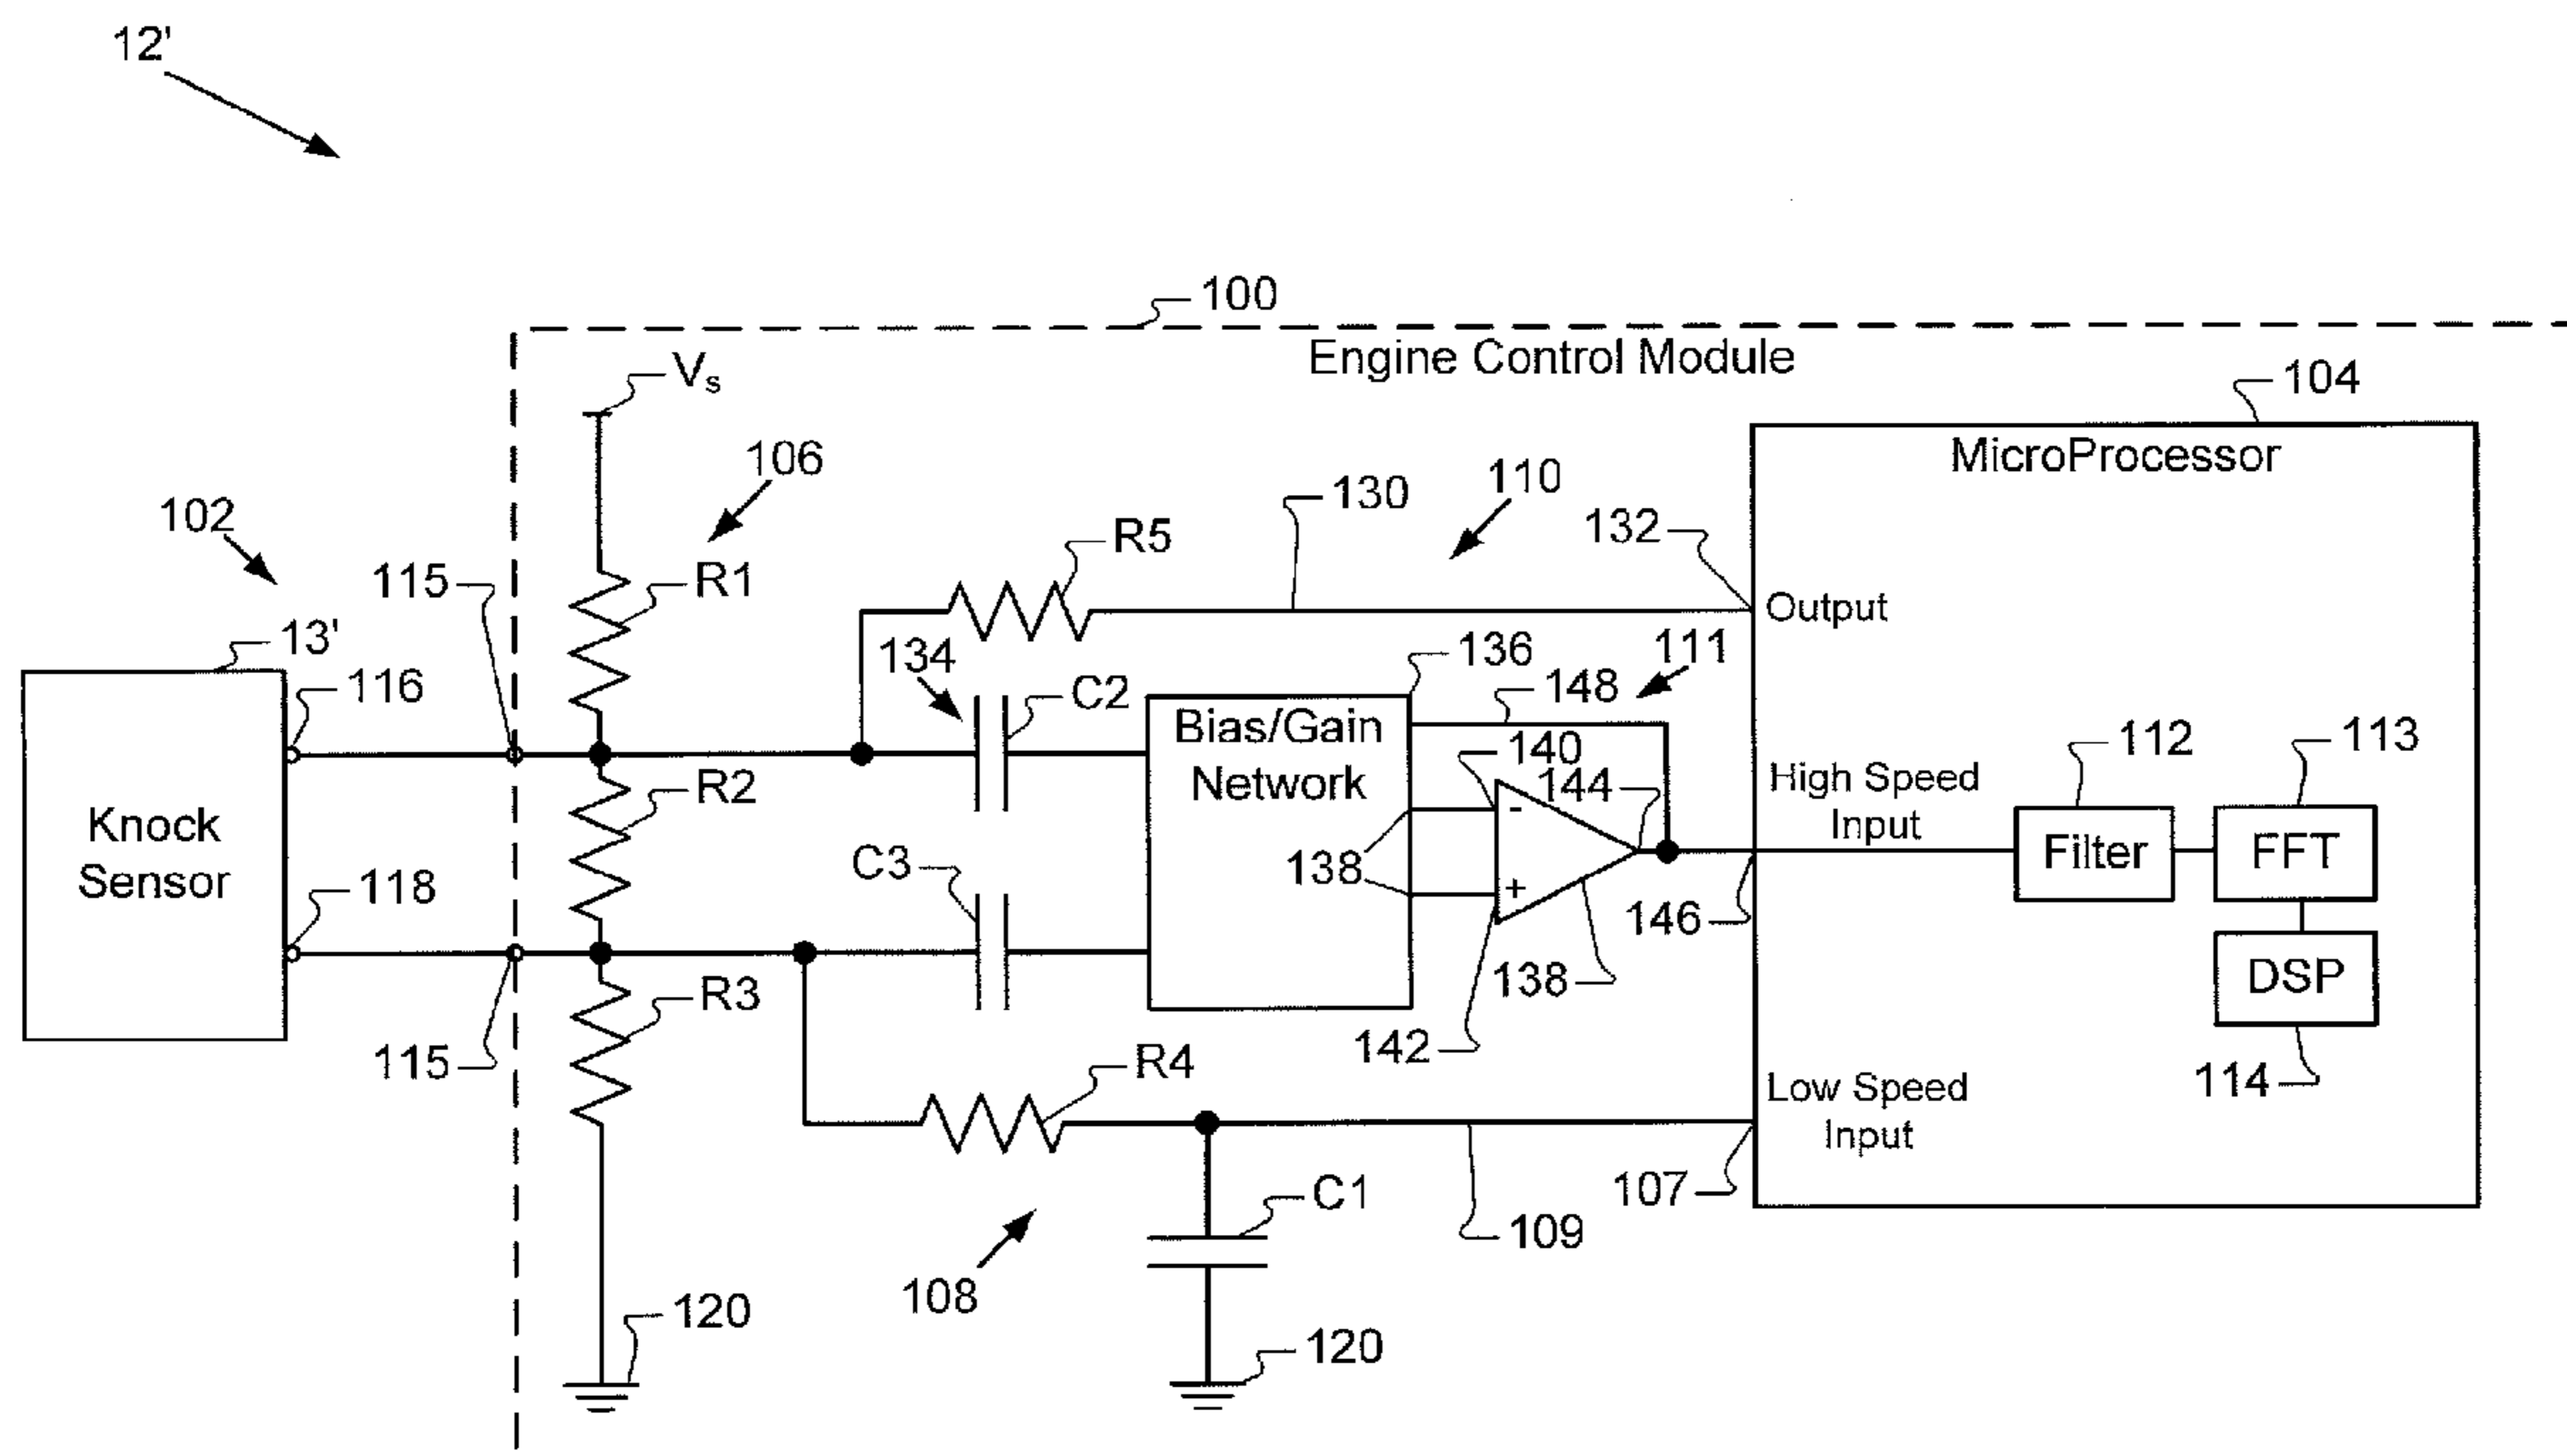 12'
100
Engine Control Module
Vs
104
MicroProcessor
106
110
130
102
132
R5
115
R1
Output
13'
134
136
111
116
C2
148
Bias/Gain
Network
140
144
112
113
R2
High Speed
Input
Knock
Sensor
C3
138
-
+
Filter
FFT
118
146
DSP
138
R3
142
115
R4
114
Low Speed
Input
107
C1
109
108
120
120